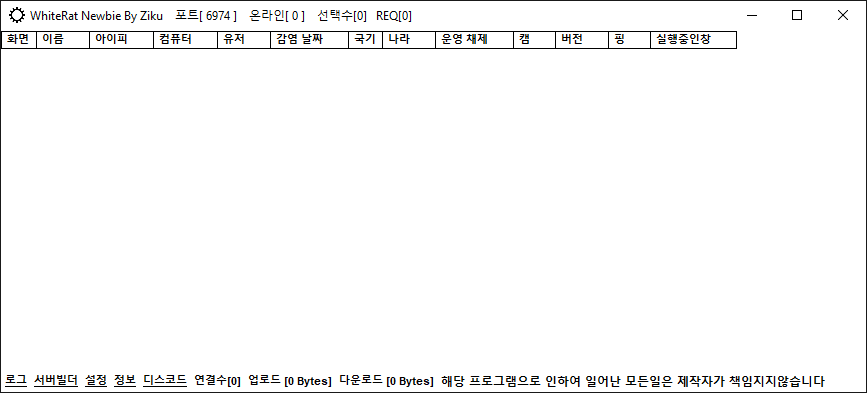 WhiteRat Newbie By Ziku 포트[ 6974 ] 온라인[ 0 ] 선택수[0] REQ[0]
화면 이름 아이피 컴퓨터 유저 감염 날짜 국기 나라 운영 채제 캠 버전 핑 실행중인창
로그 서버빌더 설정 정보 디스코드 연결수[0] 업로드 [0 Bytes] 다운로드 [0 Bytes] 해당 프로그램으로 인하여 일어난 모든일은 제작자가 책임지지않습니다